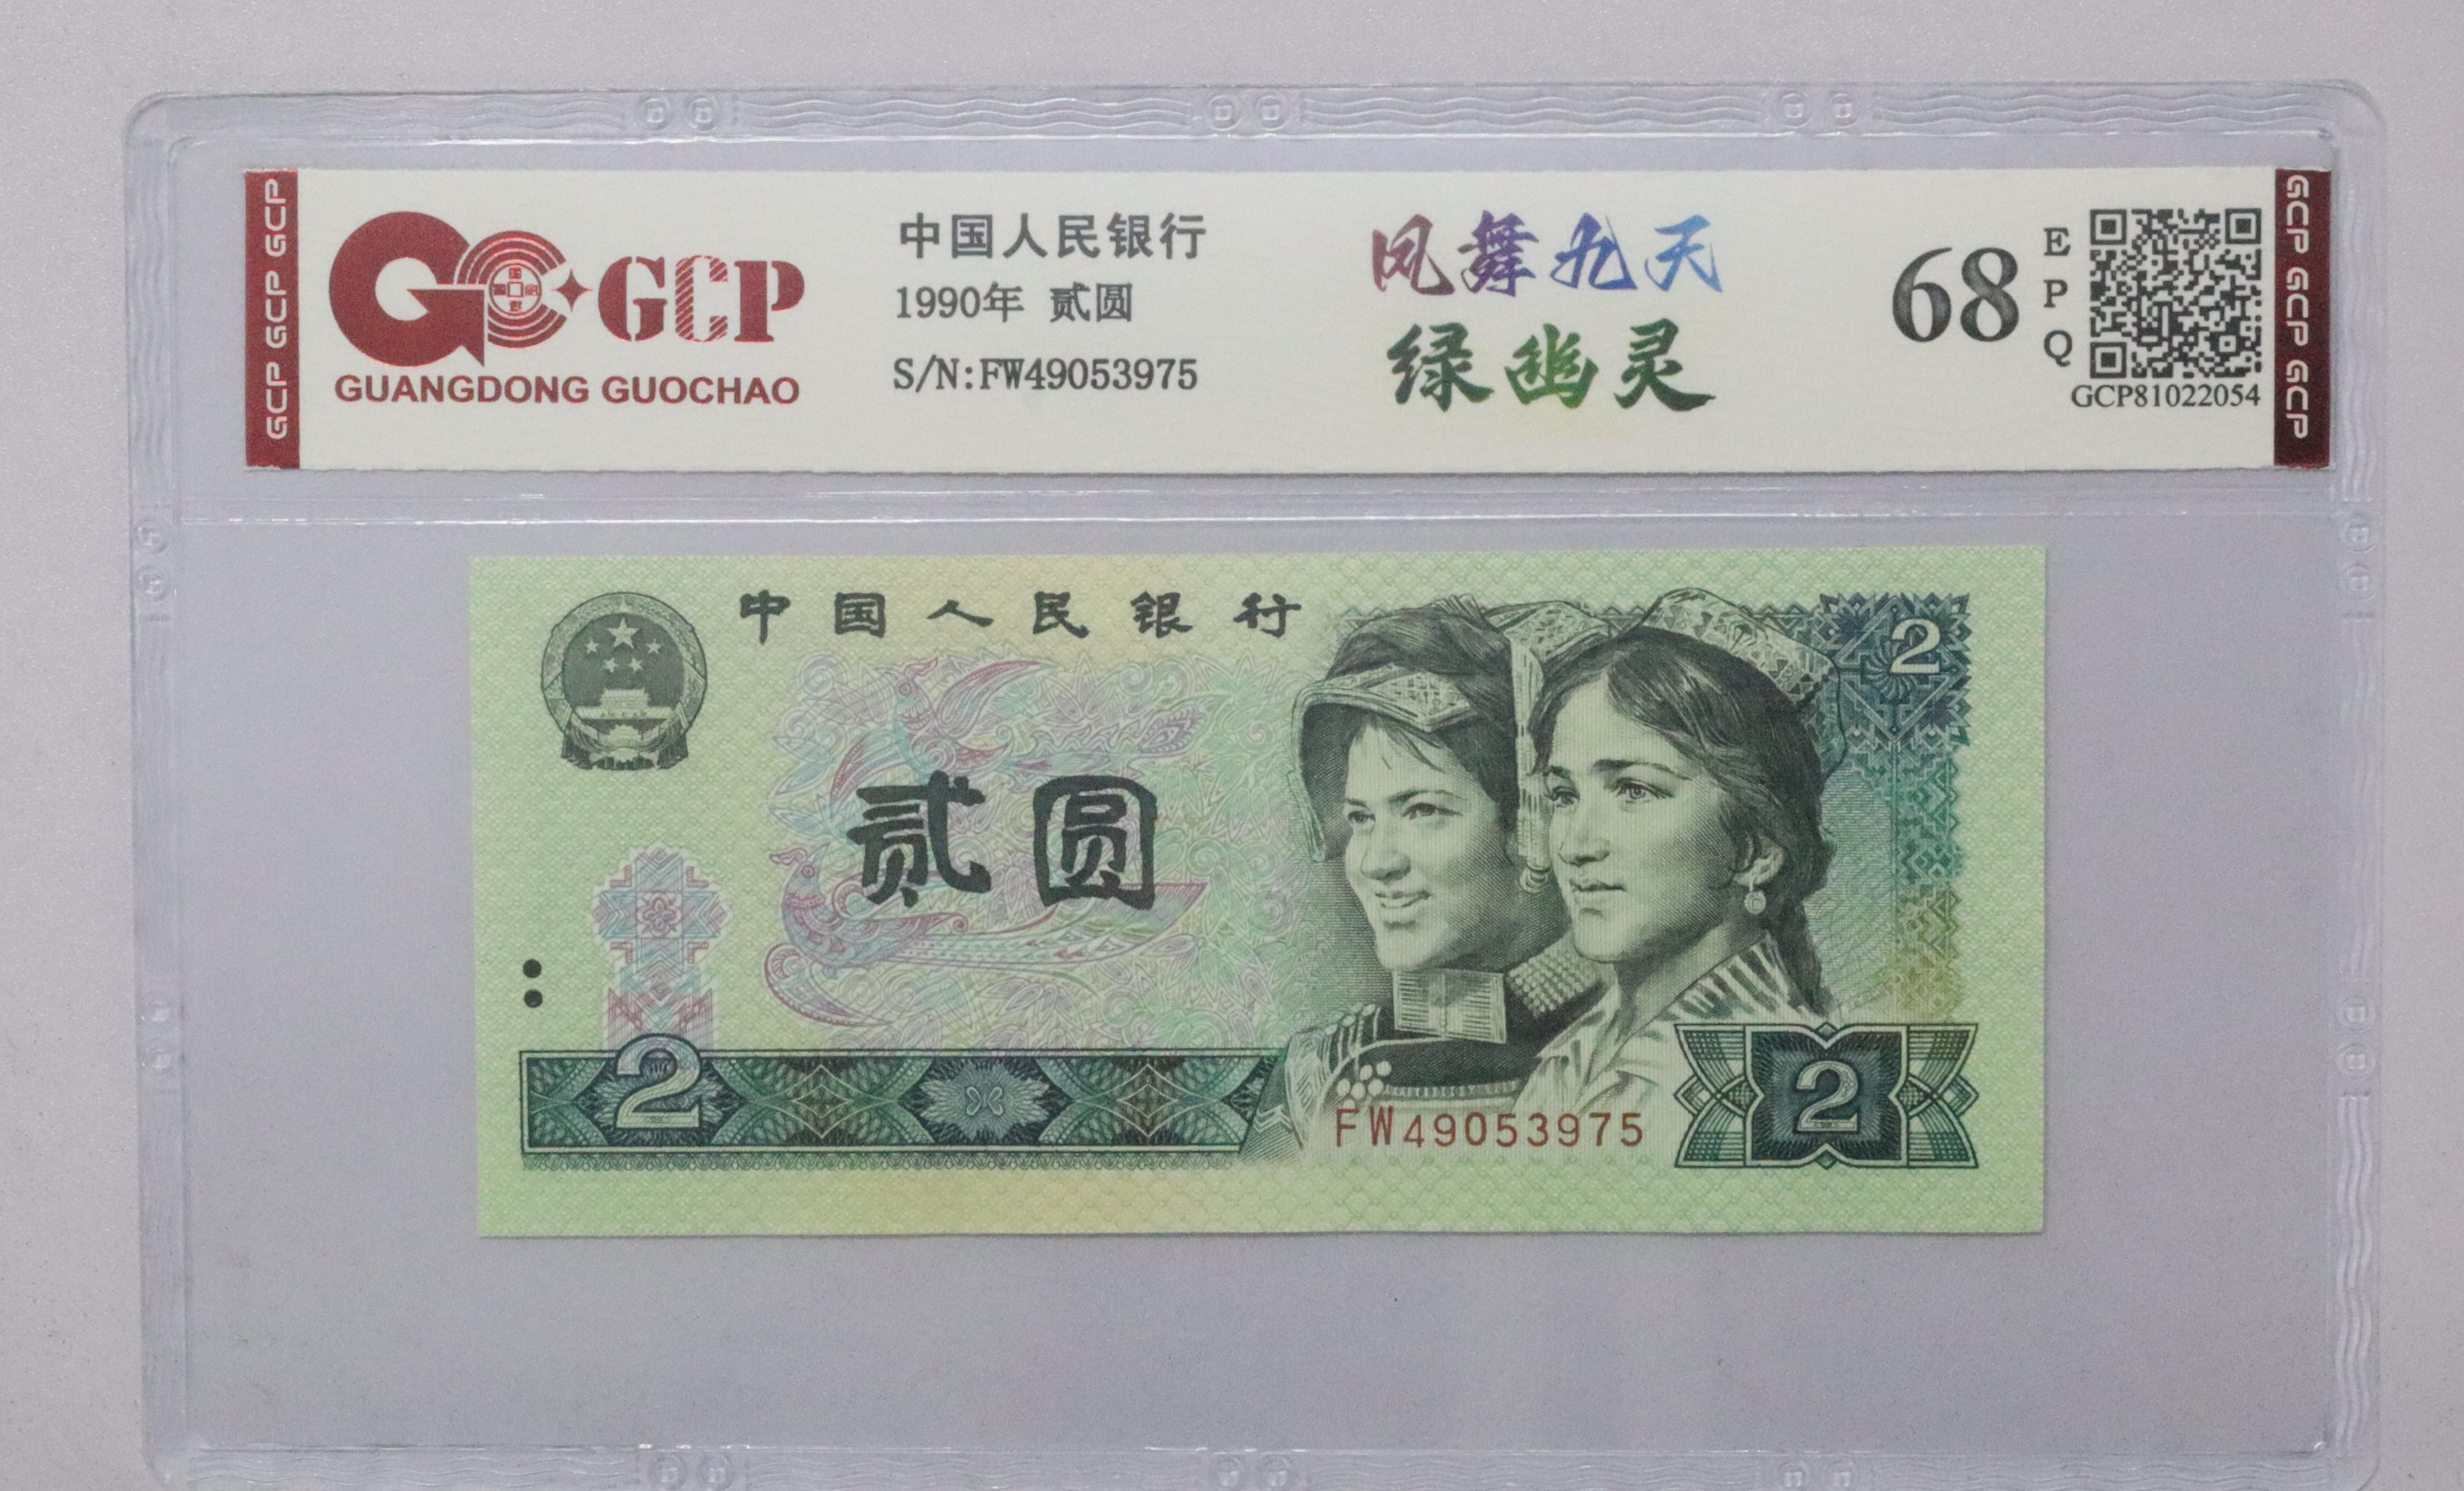 GCP GCP GCP
GCP
GUANGDONG GUOCHAO
中国人民银行
1990年 贰圆
S/N:FW49053975
凤舞九天
绿幽灵
68
E
P
Q
GCP81022054
GCP GCP GCP
中国人民银行
2
贰圆
2
FW49053975
2